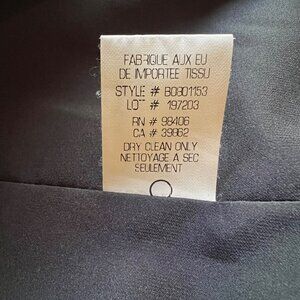 FABRIQUE AUX EU
DE IMPORTEE TISSU
STYLE # B0901153
LOT # 197203
RN # 98406
CA # 39962
DRY CLEAN ONLY
NETTOYAGE A SEC
SEULEMENT